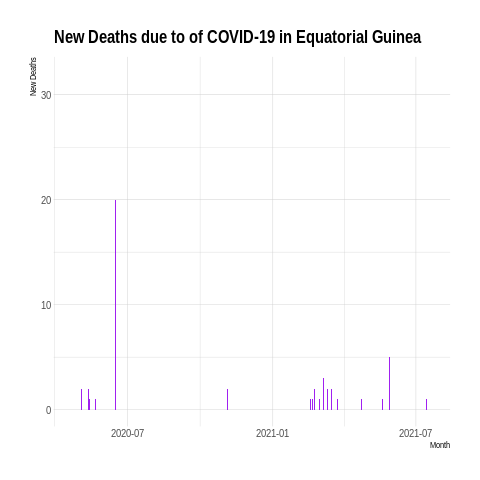 New Deaths due to of COVID-19 in Equatorial Guinea
New Deaths
30
20
10
0
2020-07
2021-01
2021-07
Month